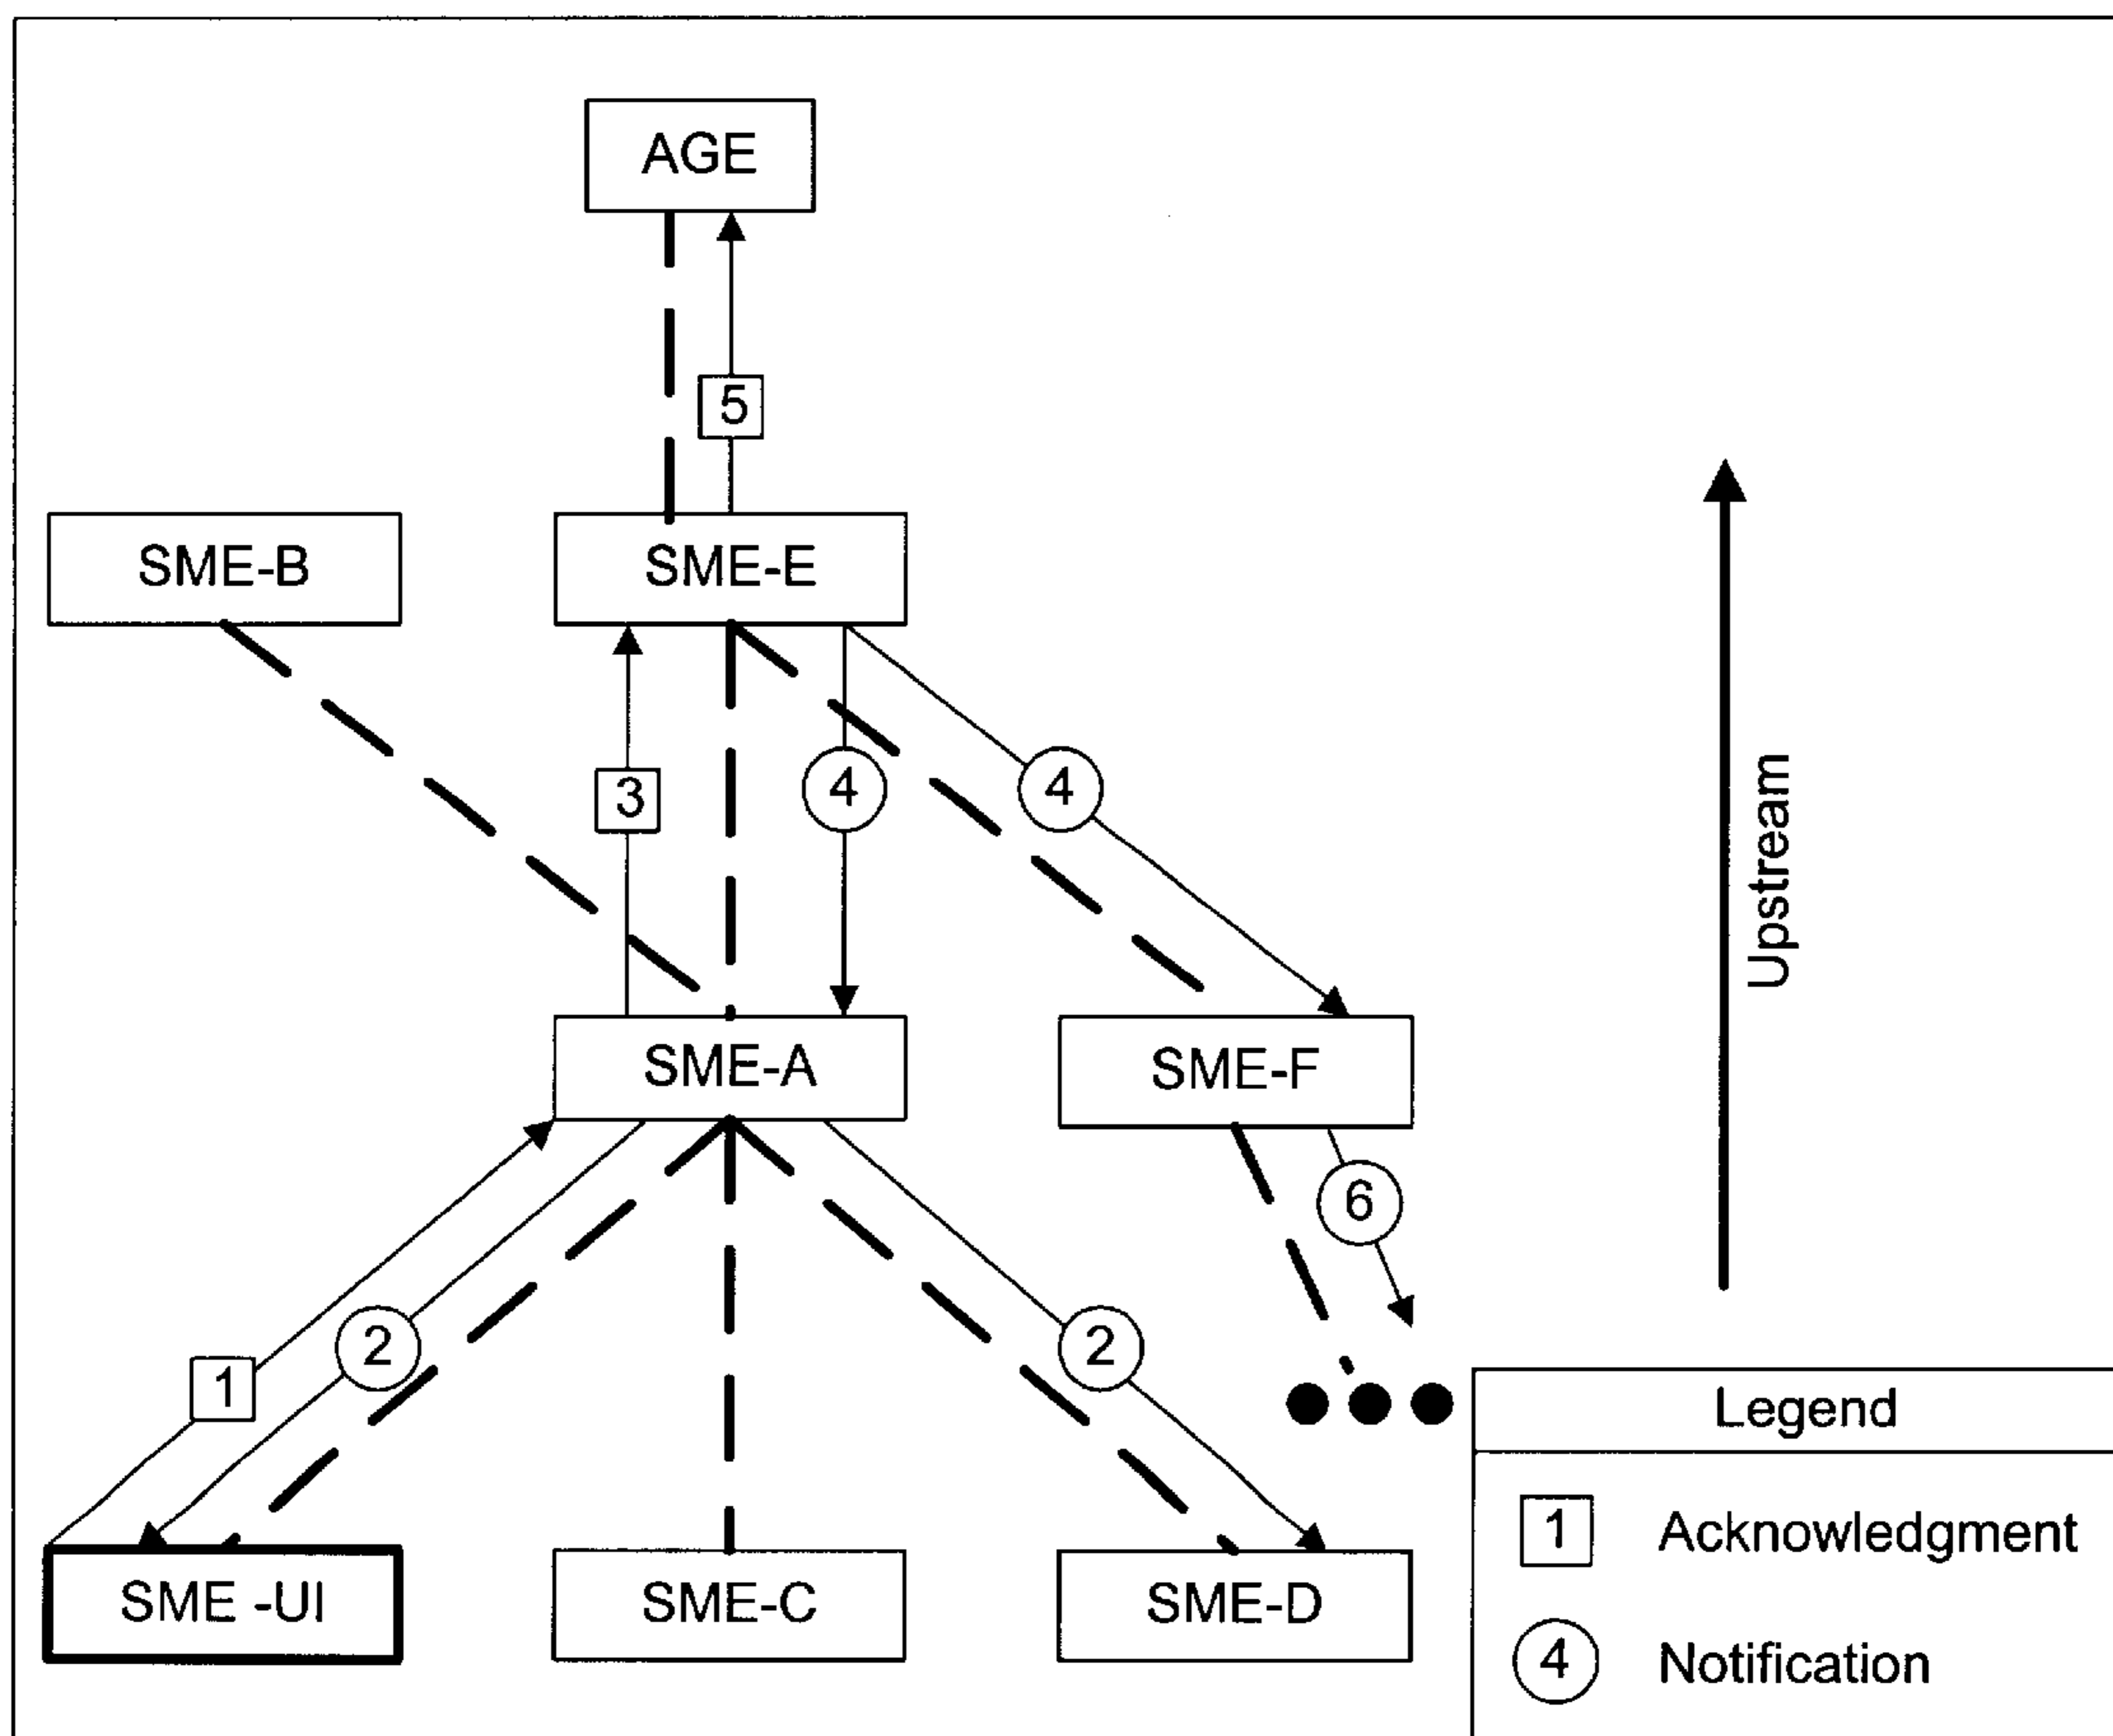 AGE
5
SME-B
SME-E
3
4
4
Upstream
SME-A
SME-F
6
1
2
2
Legend
1 Acknowledgment
4 Notification
SME -UI
SME-C
SME-D